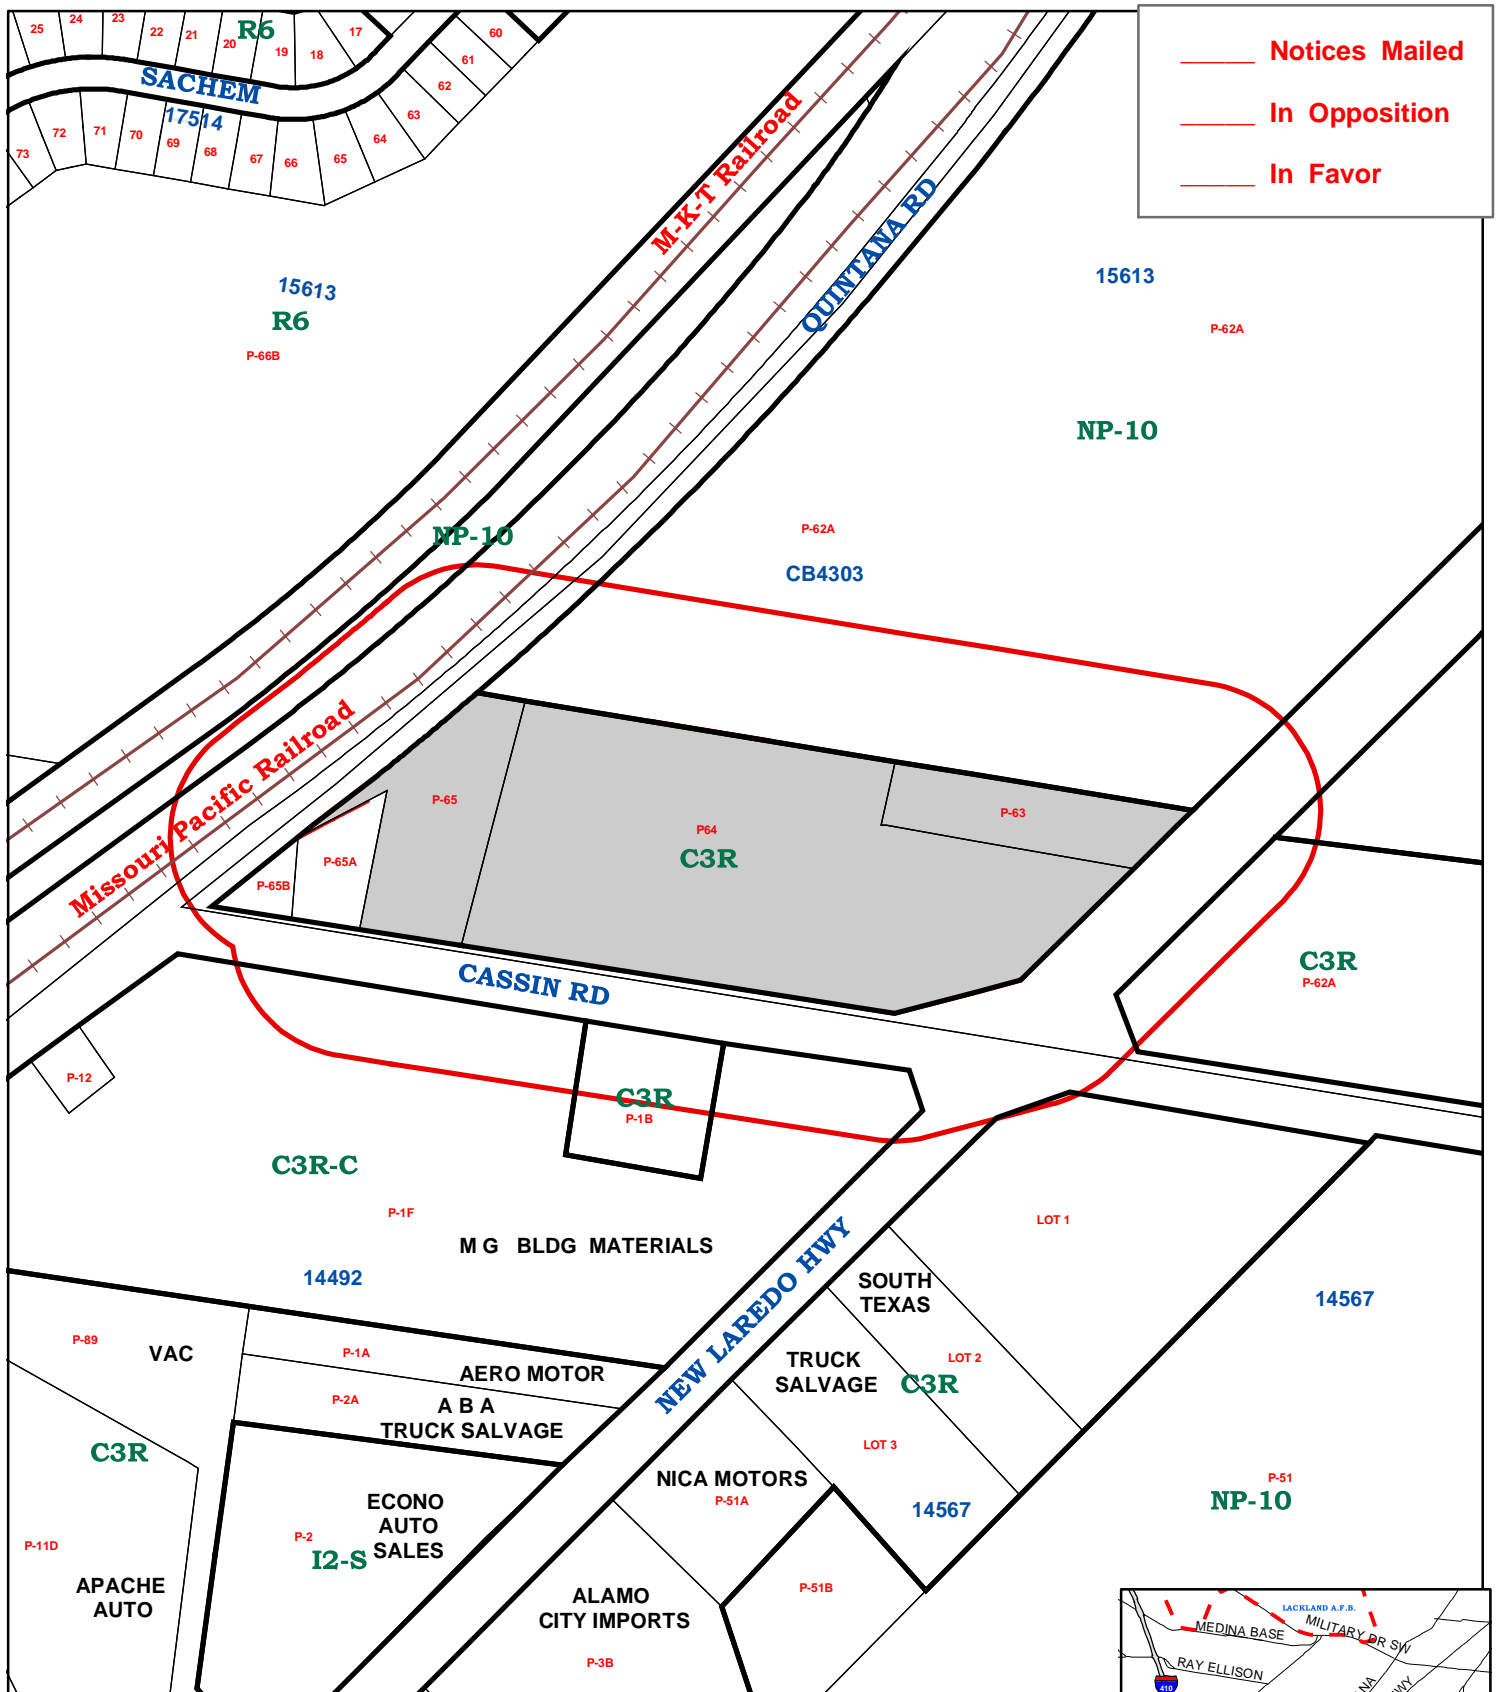 25
24
23
22
21
20
R6
19
18
17
60
61
62
63
64
65
66
67
68
69
70
71
72
73
SACHEM
17514
_____ Notices Mailed
_____ In Opposition
_____ In Favor
M-K-T Railroad
QUINTANA RD
15613
R6
P-66B
15613
P-62A
NP-10
NP-10
P-62A
CB4303
Missouri Pacific Railroad
P-65
P64
C3R
P-63
P-65A
P-65B
CASSIN RD
C3R
P-62A
P-12
C3R
P-1B
C3R-C
P-1F
M G BLDG MATERIALS
14492
NEW LAREDO HWY
LOT 1
SOUTH
TEXAS
14567
P-89
VAC
P-1A
AERO MOTOR
P-2A
A B A
TRUCK SALVAGE
TRUCK
SALVAGE
LOT 2
C3R
LOT 3
C3R
NICA MOTORS
P-51A
14567
P-51
NP-10
ECONO
AUTO
SALES
P-2
I2-S
P-11D
APACHE
AUTO
ALAMO
CITY IMPORTS
P-51B
P-3B
LACKLAND A.F.B.
MEDINA BASE
MILITARY DR SW
RAY ELLISON
410
NA
WY